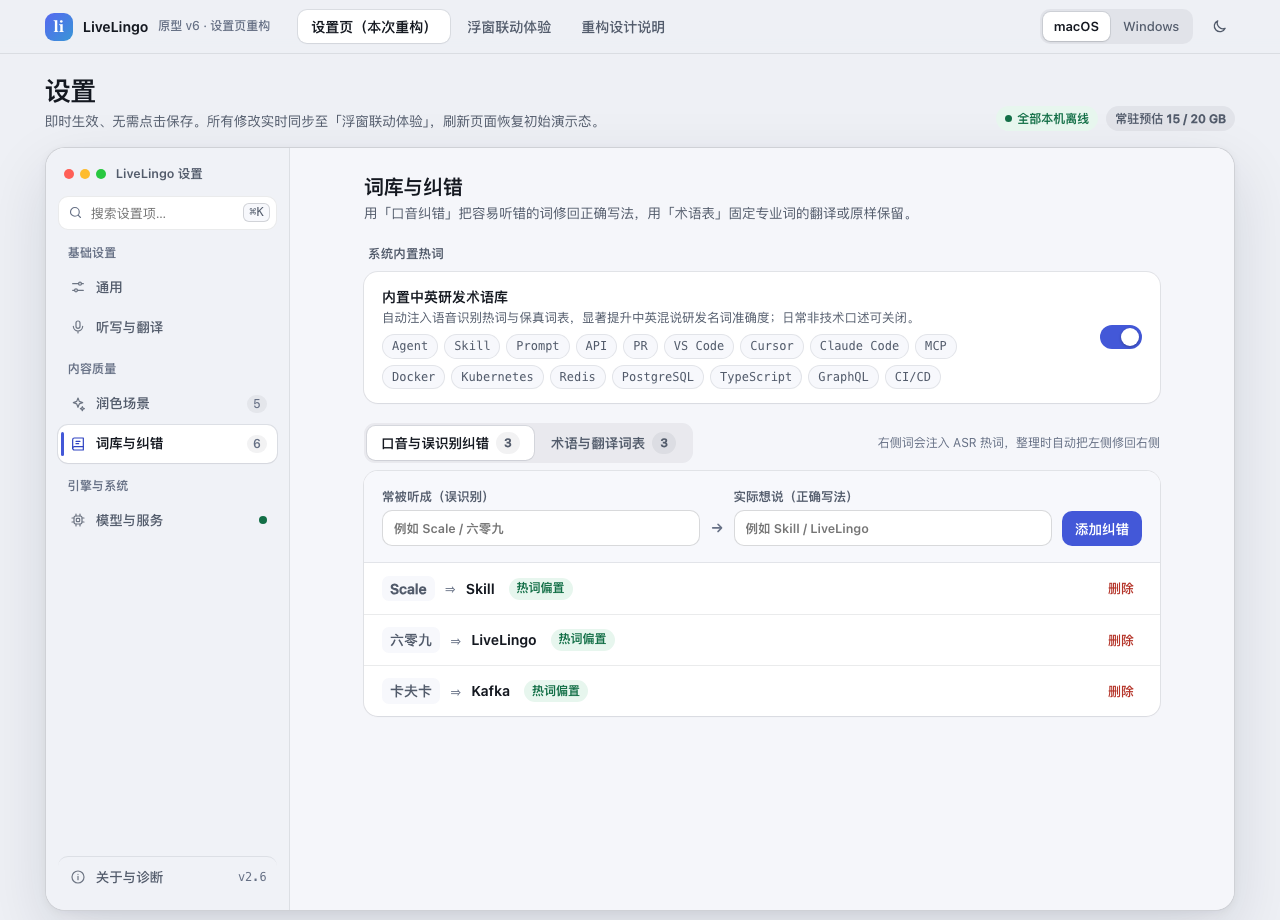 li LiveLingo 原型 v6 · 设置页重构 设置页（本次重构） 浮窗联动体验 重构设计说明 macOS Windows
设置
即时生效、无需点击保存。所有修改实时同步至「浮窗联动体验」，刷新页面恢复初始演示态。
全部本机离线 常驻预估 15 / 20 GB
LiveLingo 设置
搜索设置项... ⌘K
基础设置
通用
听写与翻译
内容质量
润色场景 5
词库与纠错 6
引擎与系统
模型与服务
关于与诊断 v2.6
词库与纠错
用「口音纠错」把容易听错的词修回正确写法，用「术语表」固定专业词的翻译或原样保留。
系统内置热词
内置中英研发术语库
自动注入语音识别热词与保真词表，显著提升中英混说研发名词准确度；日常非技术口述可关闭。
Agent Skill Prompt API PR VS Code Cursor Claude Code MCP
Docker Kubernetes Redis PostgreSQL TypeScript GraphQL CI/CD
口音与误识别纠错 3 术语与翻译词表 3 右侧词会注入 ASR 热词，整理时自动把左侧修回右侧
常被听成（误识别） 实际想说（正确写法）
例如 Scale / 六零九 → 例如 Skill / LiveLingo 添加纠错
Scale ⇒ Skill 热词偏置 删除
六零九 ⇒ LiveLingo 热词偏置 删除
卡夫卡 ⇒ Kafka 热词偏置 删除